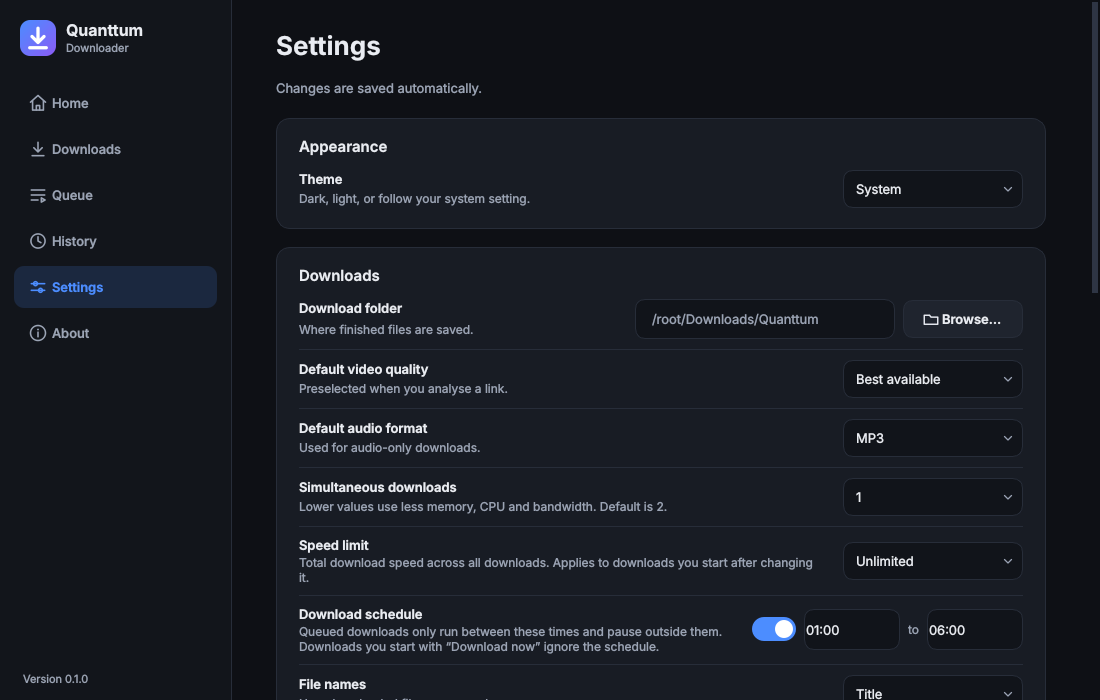 Quanttum
Downloader
Home
Downloads
Queue
History
Settings
About
Version 0.1.0
Settings
Changes are saved automatically.
Appearance
Theme
Dark, light, or follow your system setting.
System
Downloads
Download folder
Where finished files are saved.
/root/Downloads/Quanttum
Browse...
Default video quality
Preselected when you analyse a link.
Best available
Default audio format
Used for audio-only downloads.
MP3
Simultaneous downloads
Lower values use less memory, CPU and bandwidth. Default is 2.
1
Speed limit
Total download speed across all downloads. Applies to downloads you start after changing
it.
Unlimited
Download schedule
Queued downloads only run between these times and pause outside them.
Downloads you start with “Download now” ignore the schedule.
01:00
to
06:00
File names
Title